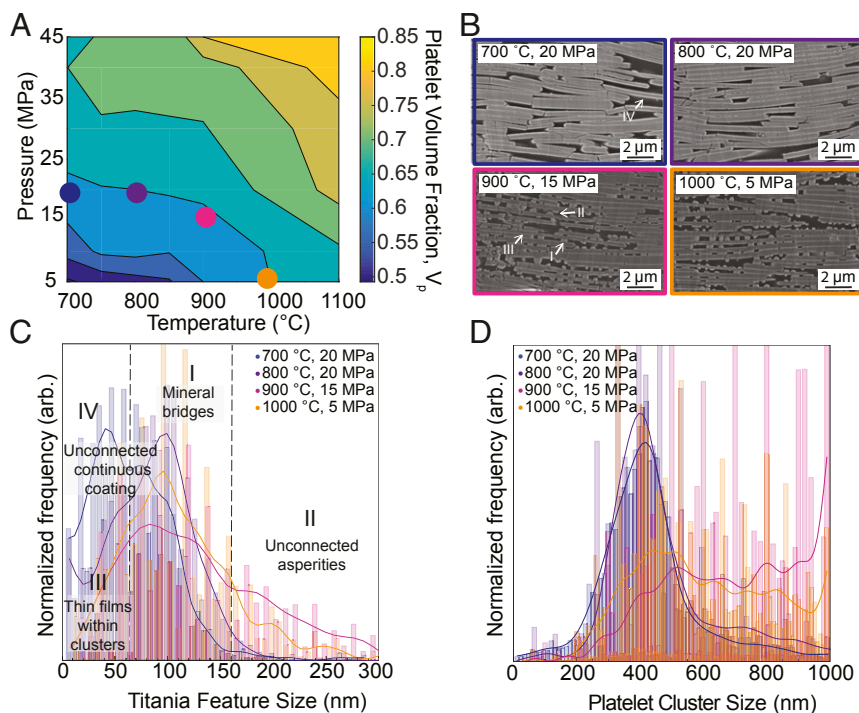 A
Pressure (MPa)
45
35
25
15
5
700
800
900
1000
1100
Temperature (°C)
0.85
0.8
0.75
0.7
0.65
0.6
0.55
0.5
Platelet Volume Fraction, Vp
B
700 °C, 20 MPa
IV
2 μm
800 °C, 20 MPa
2 μm
900 °C, 15 MPa
II
III
I
2 μm
1000 °C, 5 MPa
2 μm
C
Normalized frequency (arb.)
700 °C, 20 MPa
800 °C, 20 MPa
900 °C, 15 MPa
1000 °C, 5 MPa
I
Mineral
bridges
IV
Unconnected
continuous
coating
II
Unconnected
asperities
III
Thin films
within
clusters
0
50
100
150
200
250
300
Titania Feature Size (nm)
D
Normalized frequency (arb.)
700 °C, 20 MPa
800 °C, 20 MPa
900 °C, 15 MPa
1000 °C, 5 MPa
0
200
400
600
800
1000
Platelet Cluster Size (nm)